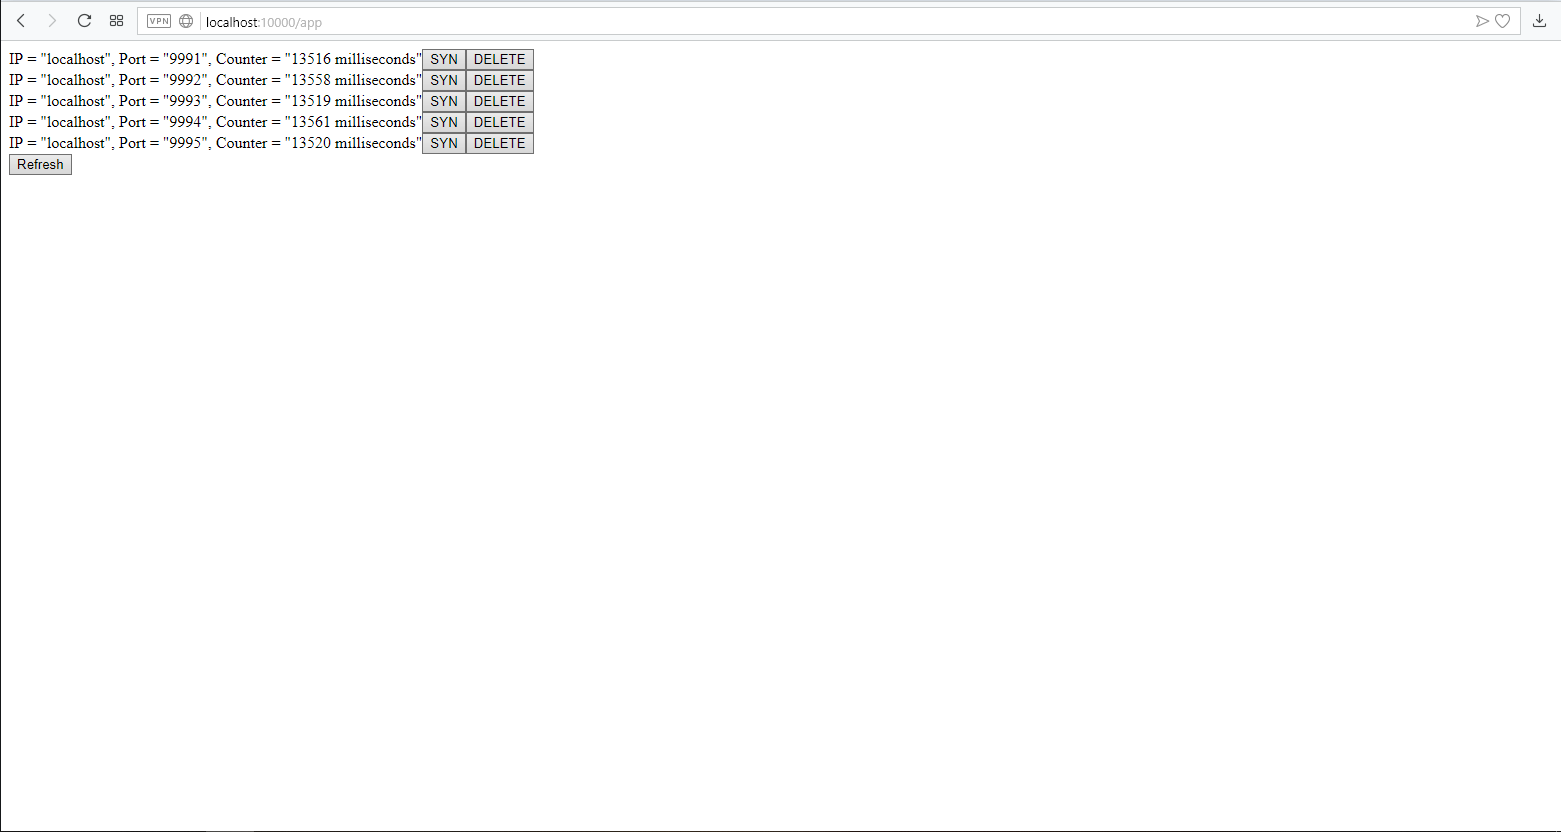 VPN localhost:10000/app
IP = "localhost", Port = "9991", Counter = "13516 milliseconds" SYN DELETE
IP = "localhost", Port = "9992", Counter = "13558 milliseconds" SYN DELETE
IP = "localhost", Port = "9993", Counter = "13519 milliseconds" SYN DELETE
IP = "localhost", Port = "9994", Counter = "13561 milliseconds" SYN DELETE
IP = "localhost", Port = "9995", Counter = "13520 milliseconds" SYN DELETE
Refresh